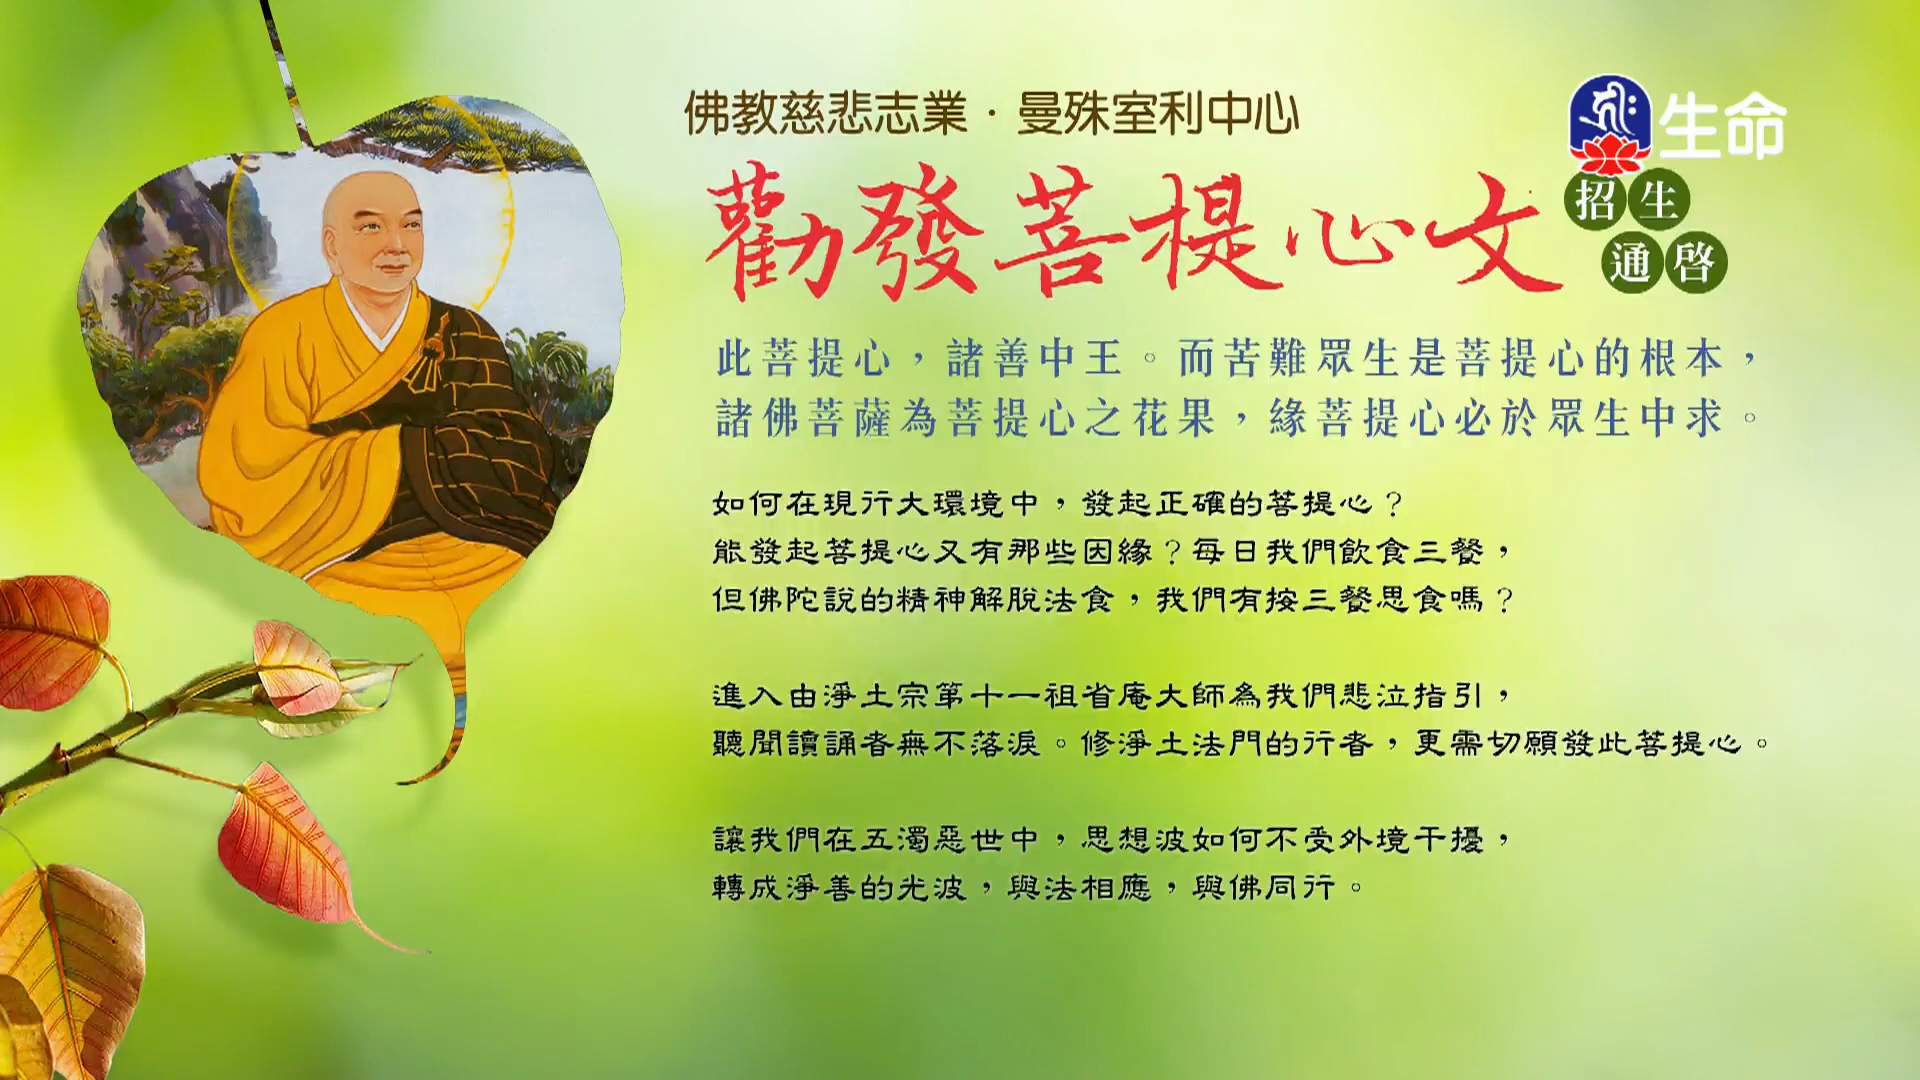 佛教慈悲志業·曼殊室利中心
生命
勸發菩提心文
招生
通啓
此菩提心，諸善中王。而苦難眾生是菩提心的根本，
諸佛菩薩為菩提心之花果，緣菩提心必於眾生中求。
如何在現行大環境中，發起正確的菩提心？
能發起菩提心又有那些因緣？每日我們飲食三餐，
但佛陀說的精神解脫法食，我們有按三餐思食嗎？
進入由淨土宗第十一祖省庵大師為我們悲泣指引，
聽聞讀誦者無不落淚。修淨土法門的行者，更需切願發此菩提心。
讓我們在五濁惡世中，思想波如何不受外境干擾，
轉成淨善的光波，與法相應，與佛同行。